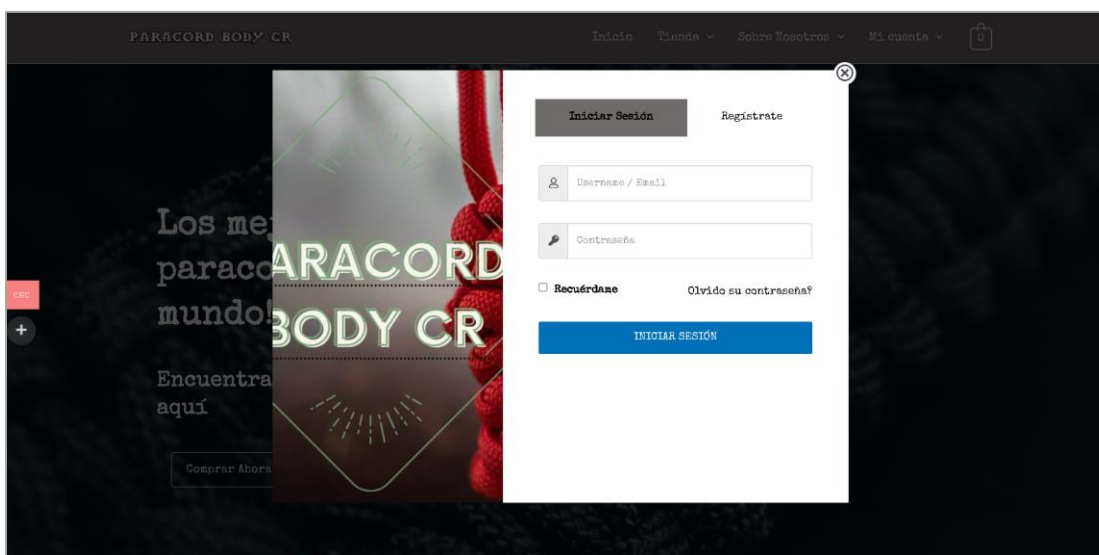 PARACORD BODY CR
Inicio Tienda Sobre Nosotros Mi cuenta 0
Iniciar Sesión Regístrate
Username / Email
Contraseña
Recuérdame Olvido su contraseña?
INICIAR SESIÓN
ARACORD
BODY CR
Los me
paraco
mundo!
Encuentra
aquí
Comprar Ahora
CRC
+